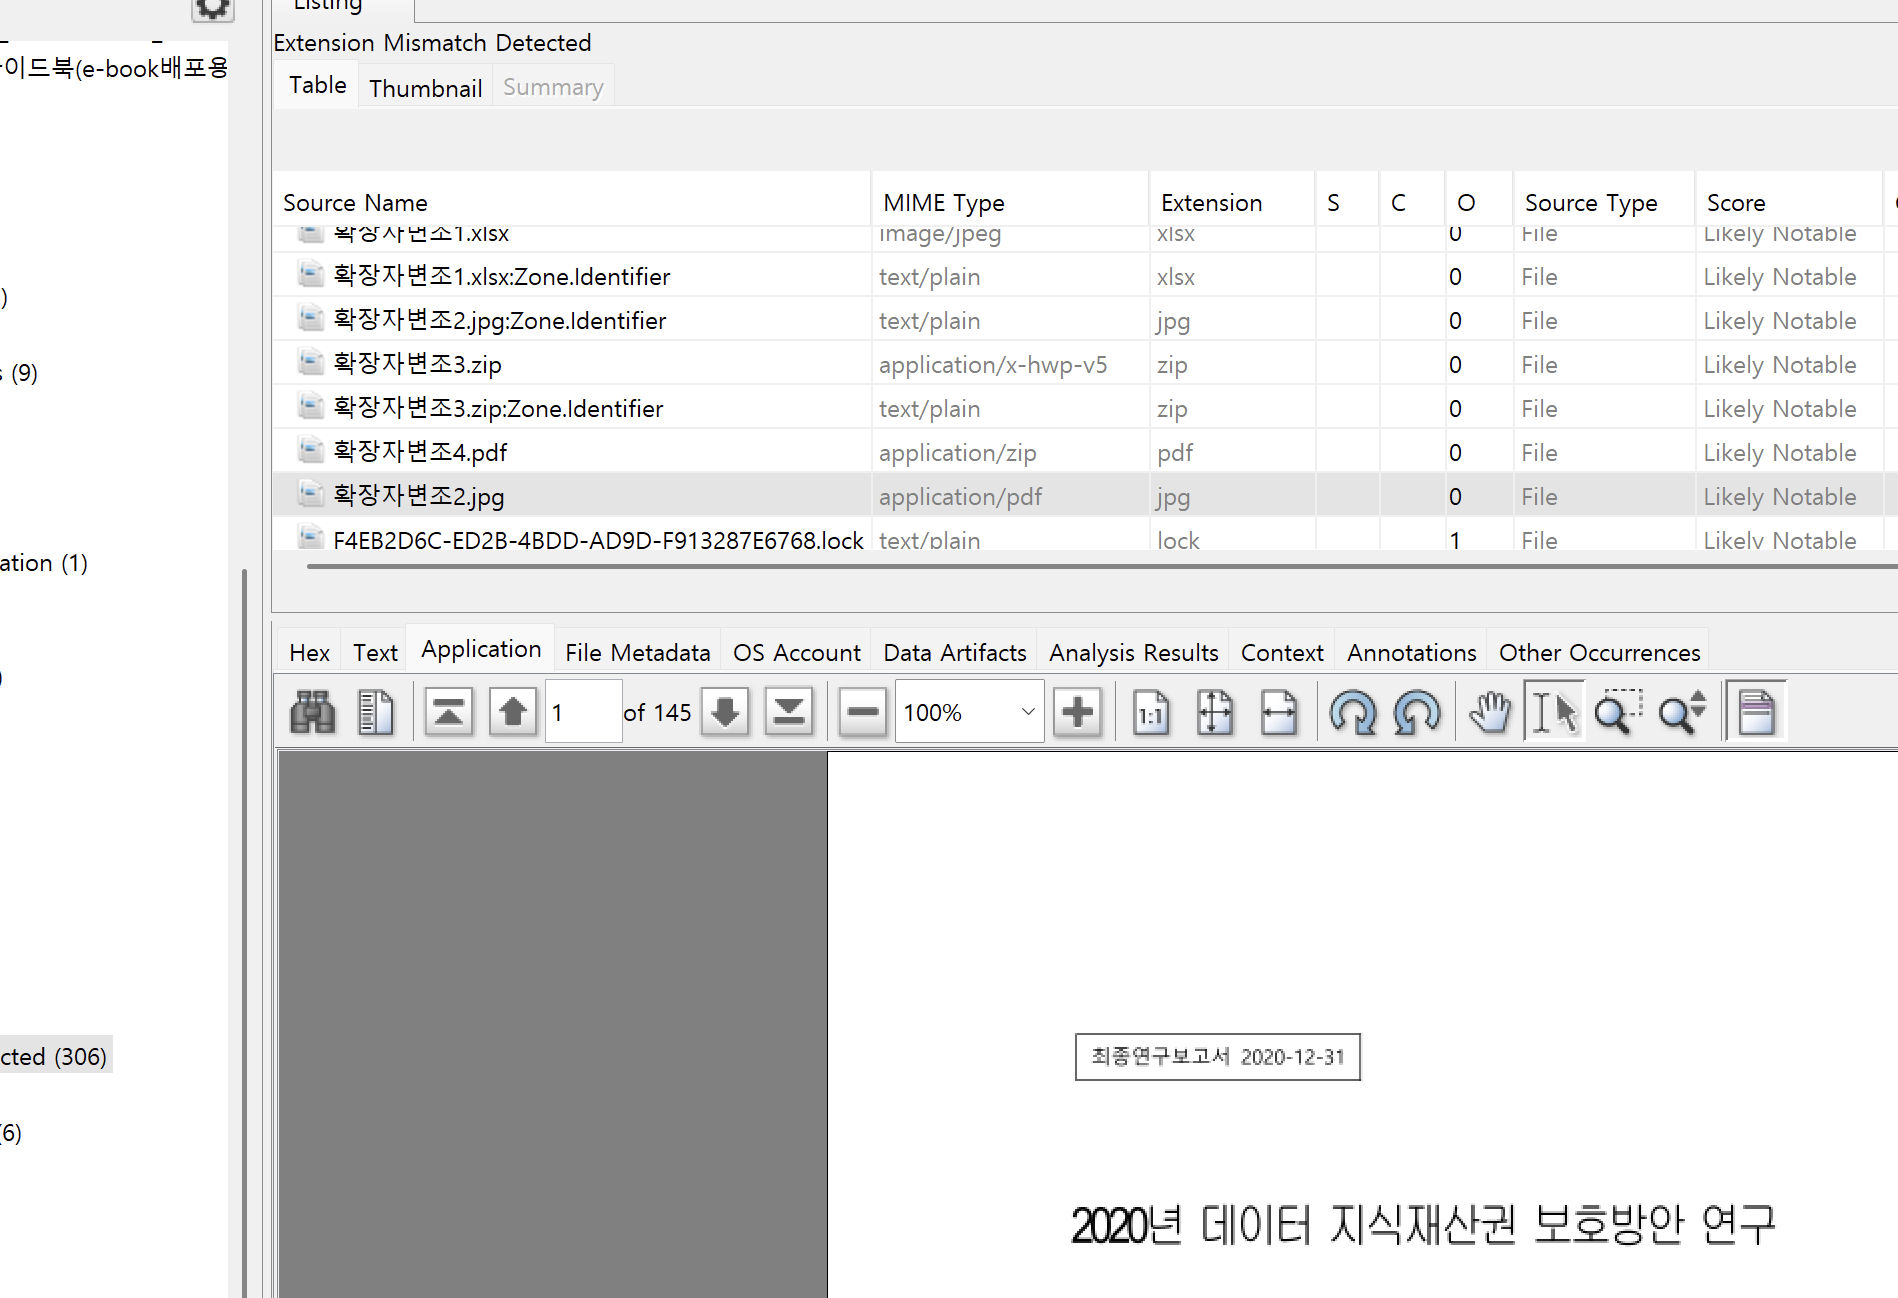 Listing
이드북(e-book배포용
Extension Mismatch Detected
Table Thumbnail Summary
Source Name MIME Type Extension S C O Source Type Score
확장자변조1.xlsx image/jpeg xlsx 0 File Likely Notable
확장자변조1.xlsx:Zone.Identifier text/plain xlsx 0 File Likely Notable
확장자변조2.jpg:Zone.Identifier text/plain jpg 0 File Likely Notable
)
확장자변조3.zip application/x-hwp-v5 zip 0 File Likely Notable
s (9)
확장자변조3.zip:Zone.Identifier text/plain zip 0 File Likely Notable
확장자변조4.pdf application/zip pdf 0 File Likely Notable
확장자변조2.jpg application/pdf jpg 0 File Likely Notable
F4EB2D6C-ED2B-4BDD-AD9D-F913287E6768.lock text/plain lock 1 File Likely Notable
ation (1)
Hex Text Application File Metadata OS Account Data Artifacts Analysis Results Context Annotations Other Occurrences
)
1 of 145 100% 1:1
최종연구보고서 2020-12-31
cted (306)
(6)
2020년 데이터 지식재산권 보호방안 연구